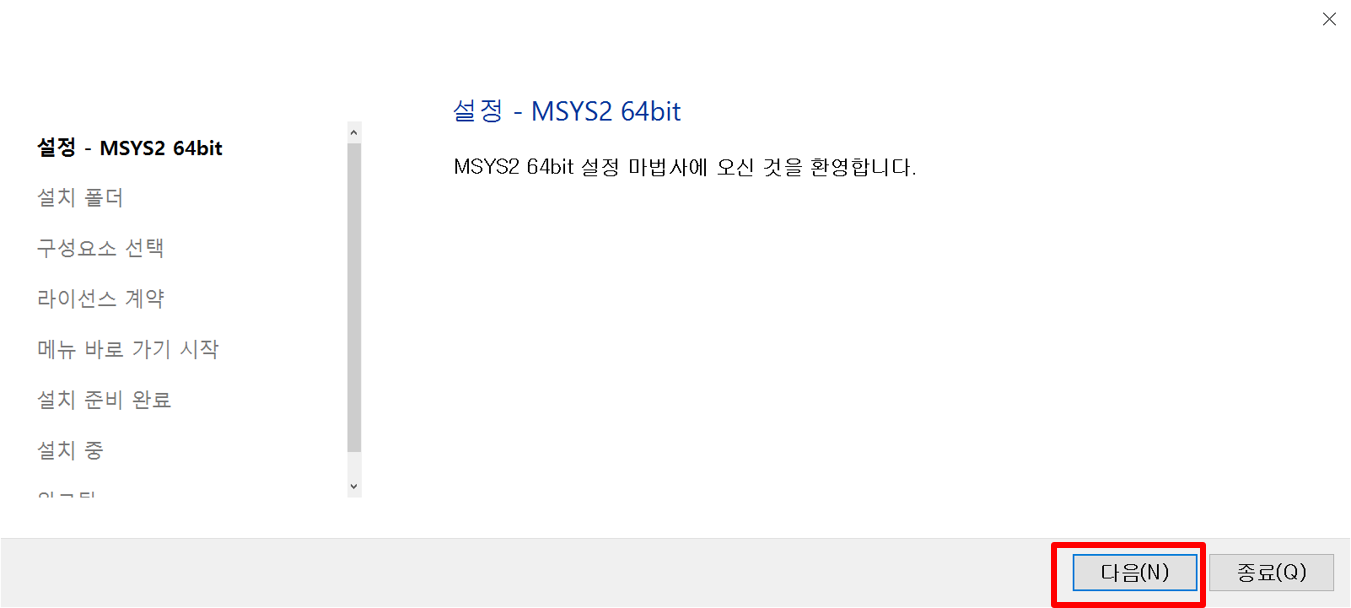 설정 - MSYS2 64bit
MSYS2 64bit 설정 마법사에 오신 것을 환영합니다.
설정 - MSYS2 64bit
설치 폴더
구성요소 선택
라이선스 계약
메뉴 바로 가기 시작
설치 준비 완료
설치 중
다음(N)
종료(Q)